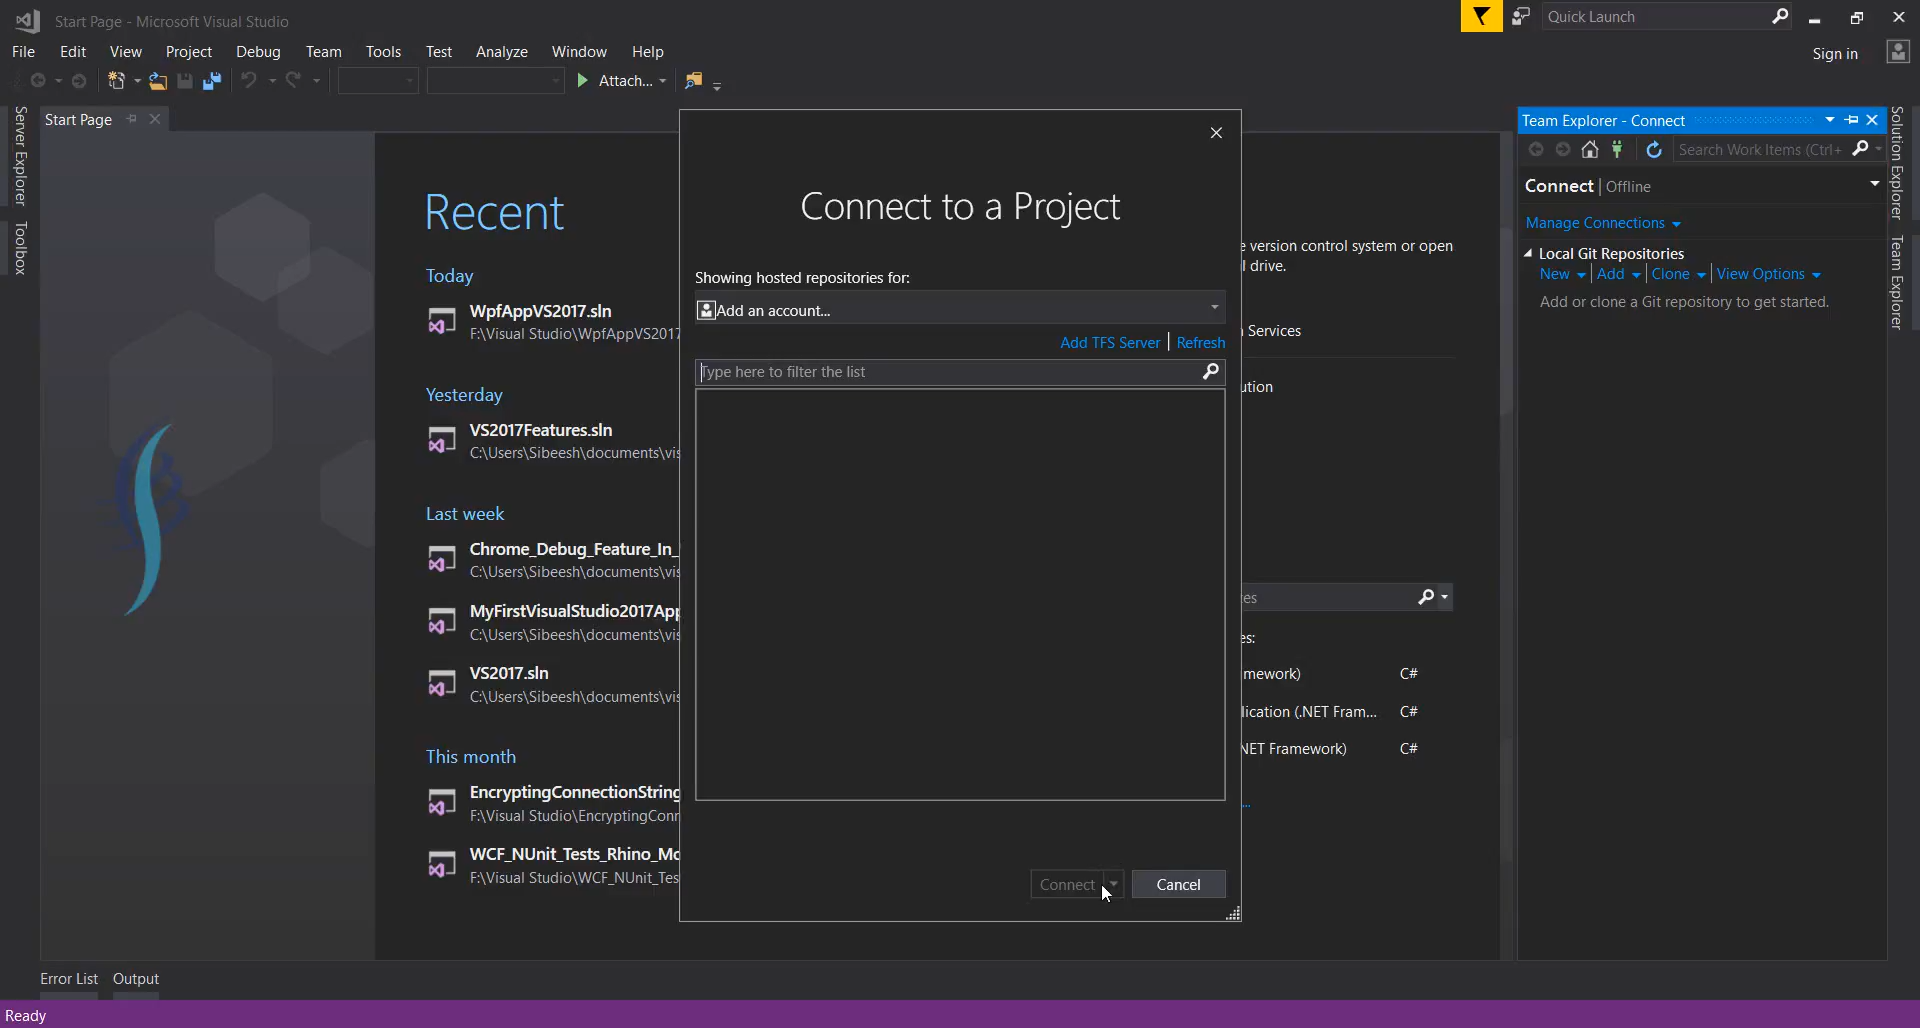 Start Page - Microsoft Visual Studio
Quick Launch
File Edit View Project Debug Team Tools Test Analyze Window Help
Sign in
Attach...
Server Explorer
Toolbox
Start Page
Recent
Today
WpfAppVS2017.sln
F:\Visual Studio\WpfAppVS2017
Yesterday
VS2017Features.sln
C:\Users\Sibeesh\documents\vis
Last week
Chrome_Debug_Feature_In_
C:\Users\Sibeesh\documents\vis
MyFirstVisualStudio2017App
C:\Users\Sibeesh\documents\vis
VS2017.sln
C:\Users\Sibeesh\documents\vis
This month
EncryptingConnectionString
F:\Visual Studio\EncryptingConn
WCF_NUnit_Tests_Rhino_Mo
F:\Visual Studio\WCF_NUnit_Tes
Connect to a Project
Showing hosted repositories for:
Add an account...
Add TFS Server | Refresh
Type here to filter the list
Connect
Cancel
e version control system or open
l drive.
n Services
ution
es:
mework) C#
lication (.NET Fram... C#
NET Framework) C#
...
Team Explorer - Connect
Search Work Items (Ctrl+
Connect | Offline
Manage Connections
Local Git Repositories
New | Add | Clone | View Options
Add or clone a Git repository to get started.
Solution Explorer
Team Explorer
Error List Output
Ready